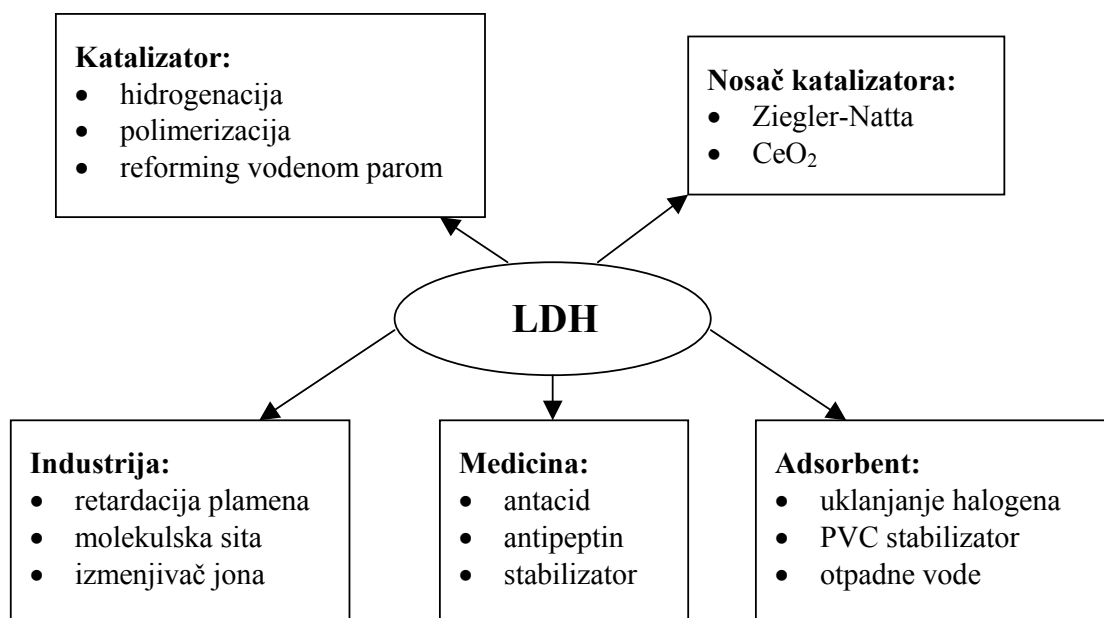 Katalizator:
• hidrogenacija
• polimerizacija
• reforming vodenom parom
Nosač katalizatora:
• Ziegler-Natta
• CeO₂
LDH
Industrija:
• retardacija plamena
• molekulska sita
• izmenjivač jona
Medicina:
• antacid
• antipeptin
• stabilizator
Adsorbent:
• uklanjanje halogena
• PVC stabilizator
• otpadne vode